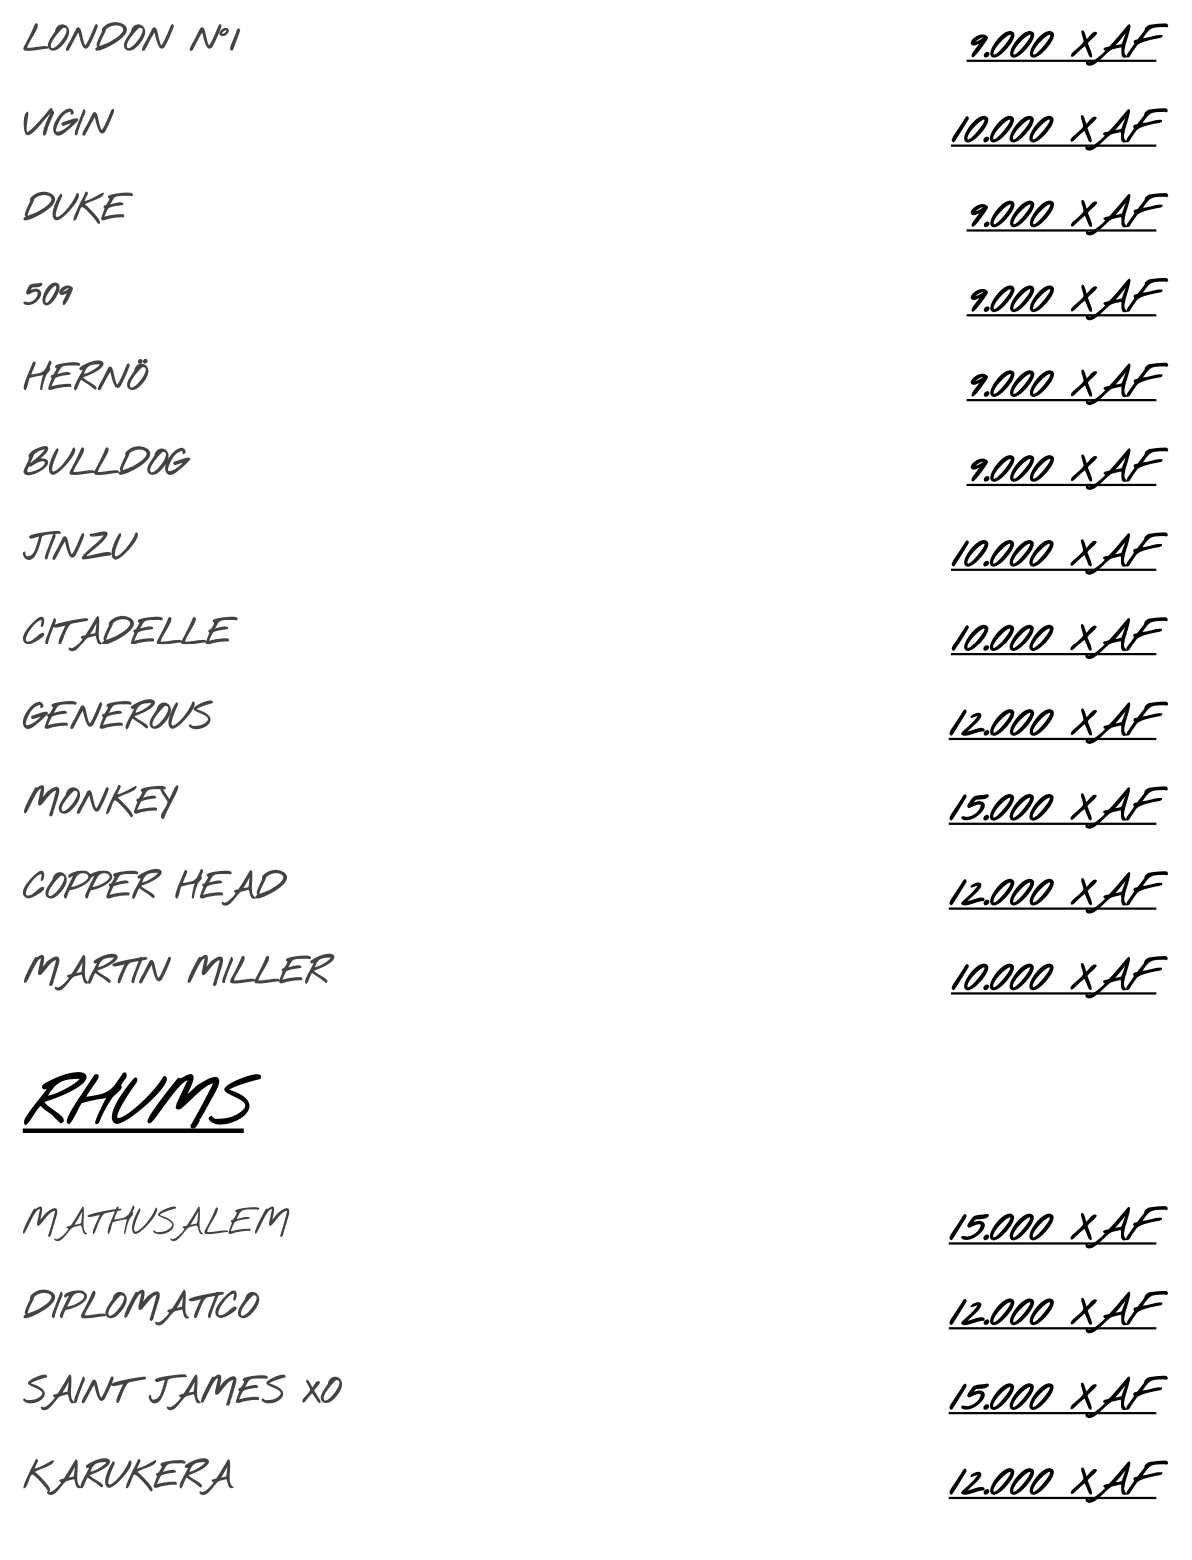 LONDON N°1 9.000 XAF
VIGIN 10.000 XAF
DUKE 9.000 XAF
509 9.000 XAF
HERNÖ 9.000 XAF
BULLDOG 9.000 XAF
JINZU 10.000 XAF
CITADELLE 10.000 XAF
GENEROUS 12.000 XAF
MONKEY 15.000 XAF
COPPER HEAD 12.000 XAF
MARTIN MILLER 10.000 XAF
RHUMS
MATHUSALEM 15.000 XAF
DIPLOMATICO 12.000 XAF
SAINT JAMES XO 15.000 XAF
KARUKERA 12.000 XAF